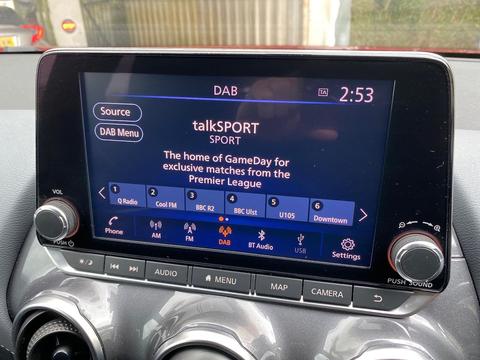 DAB
TA
2:53
Source
DAB Menu
talkSPORT
SPORT
The home of GameDay for
exclusive matches from the
Premier League
1 Q Radio
2 Cool FM
3 BBC R2
4 BBC Ulst
5 U105
6 Downtown
Phone
AM
FM
DAB
BT Audio
USB
Settings
VOL
PUSH
PUSH SOUND
AUDIO
MENU
MAP
CAMERA